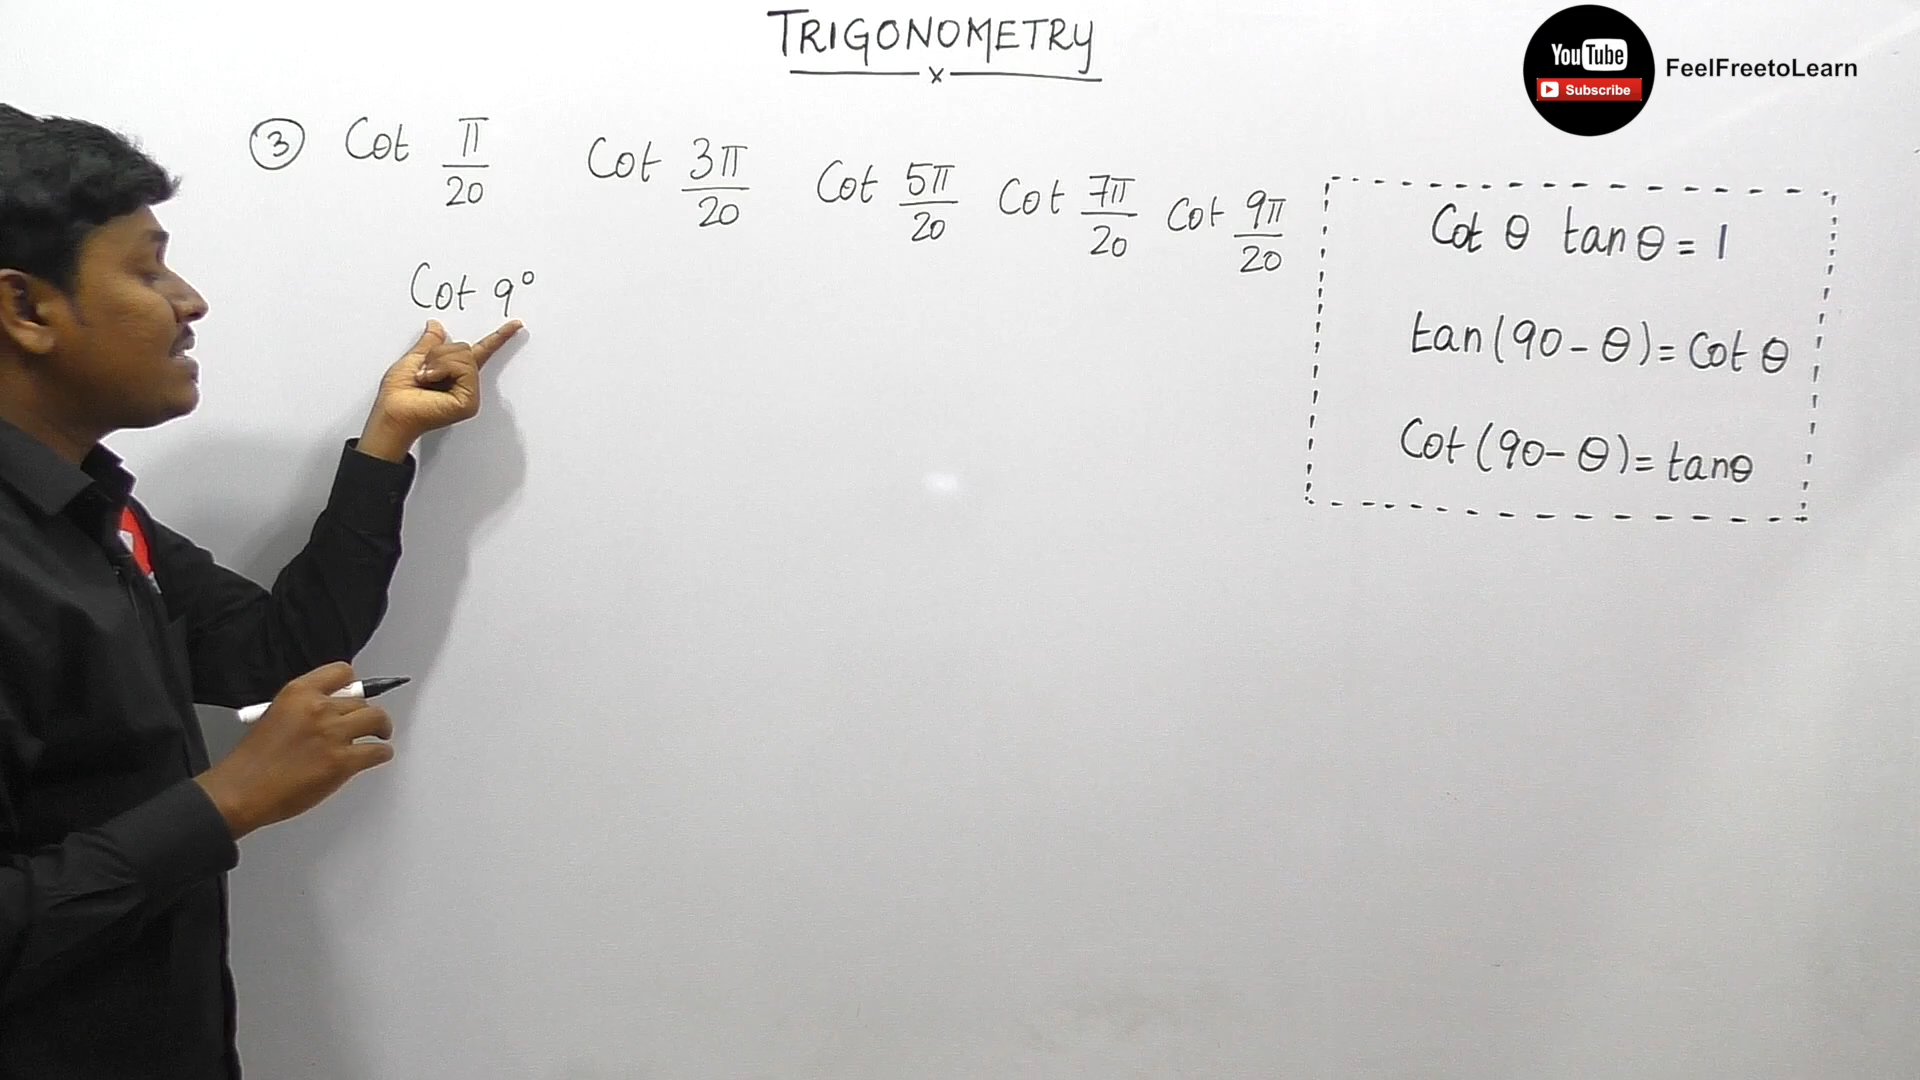 TRIGONOMETRY
x
YouTube
Subscribe
FeelFreetoLearn
③ Cot π/20 Cot 3π/20 Cot 5π/20 Cot 7π/20 Cot 9π/20
Cot 9°
Cot θ tan θ = 1
tan(90 - θ) = Cot θ
Cot(90 - θ) = tanθ